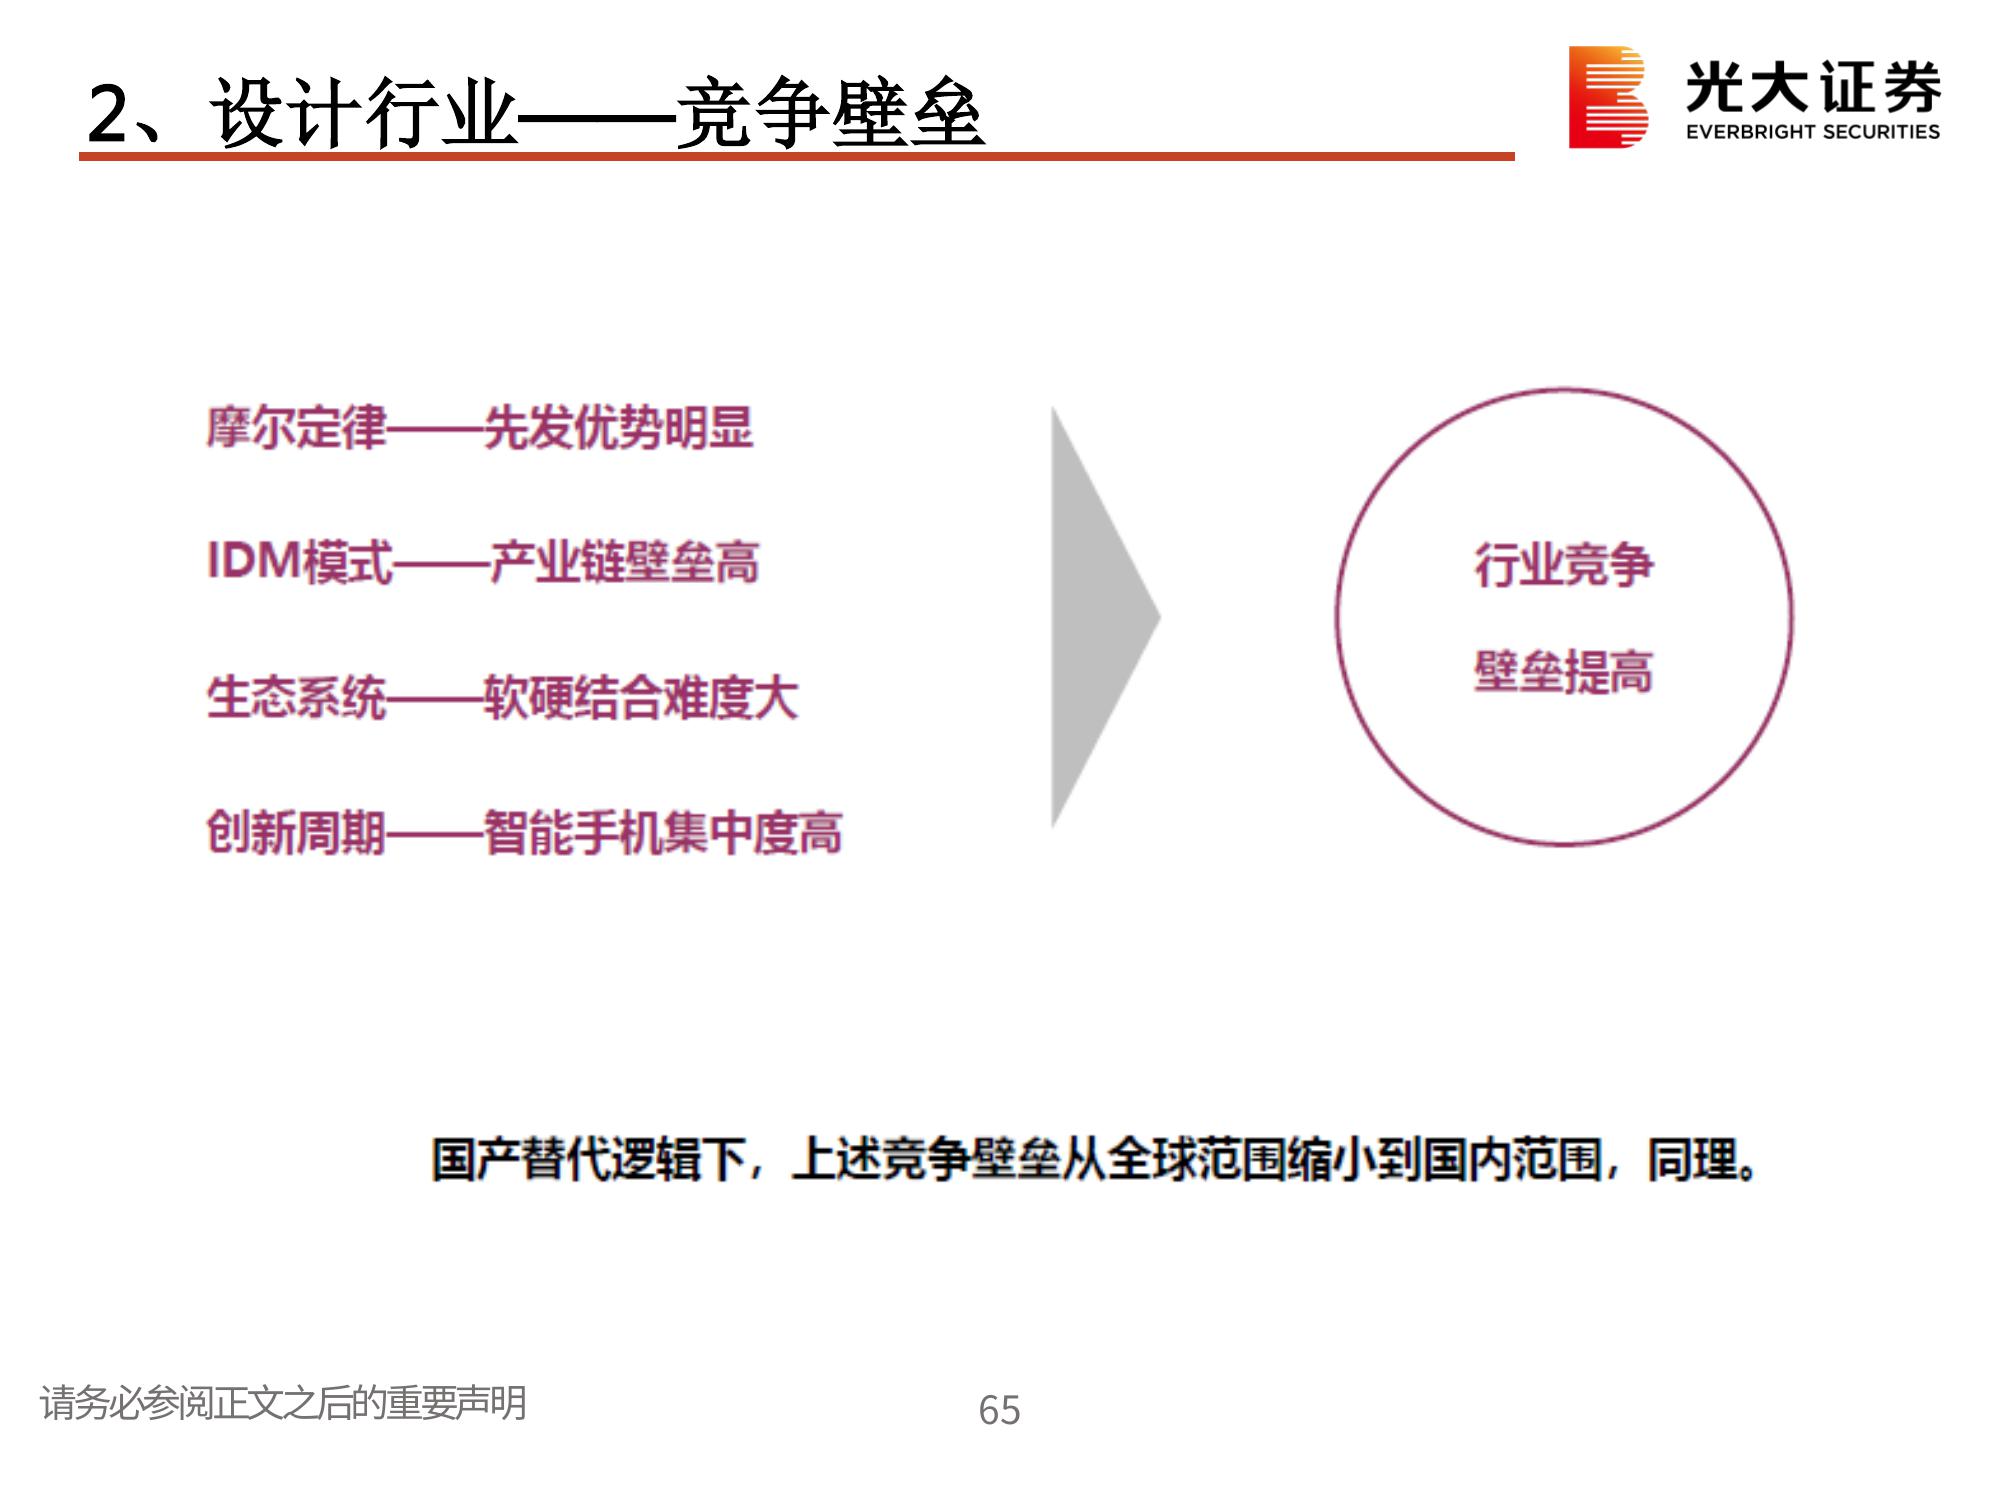 2、设计行业——竞争壁垒
光大证券
EVERBRIGHT SECURITIES
摩尔定律——先发优势明显
IDM模式——产业链壁垒高
生态系统——软硬结合难度大
创新周期——智能手机集中度高
行业竞争
壁垒提高
国产替代逻辑下，上述竞争壁垒从全球范围缩小到国内范围，同理。
请务必参阅正文之后的重要声明
65